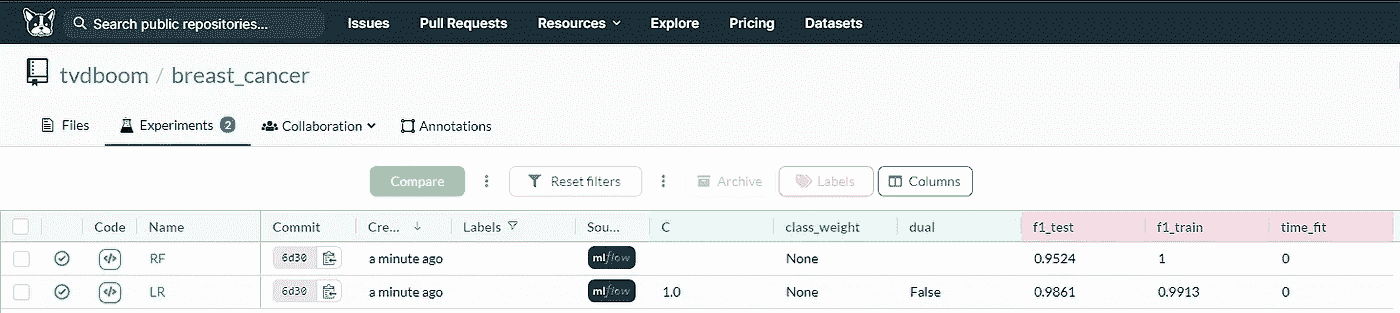 Search public repositories... Issues Pull Requests Resources Explore Pricing Datasets
tvdboom / breast_cancer
Files Experiments 2 Collaboration Annotations
Compare Reset filters Archive Labels Columns
Code Name Commit Cre... Labels Sou... C class_weight dual f1_test f1_train time_fit
RF 6d30 a minute ago mlflow None 0.9524 1 0
LR 6d30 a minute ago mlflow 1.0 None False 0.9861 0.9913 0